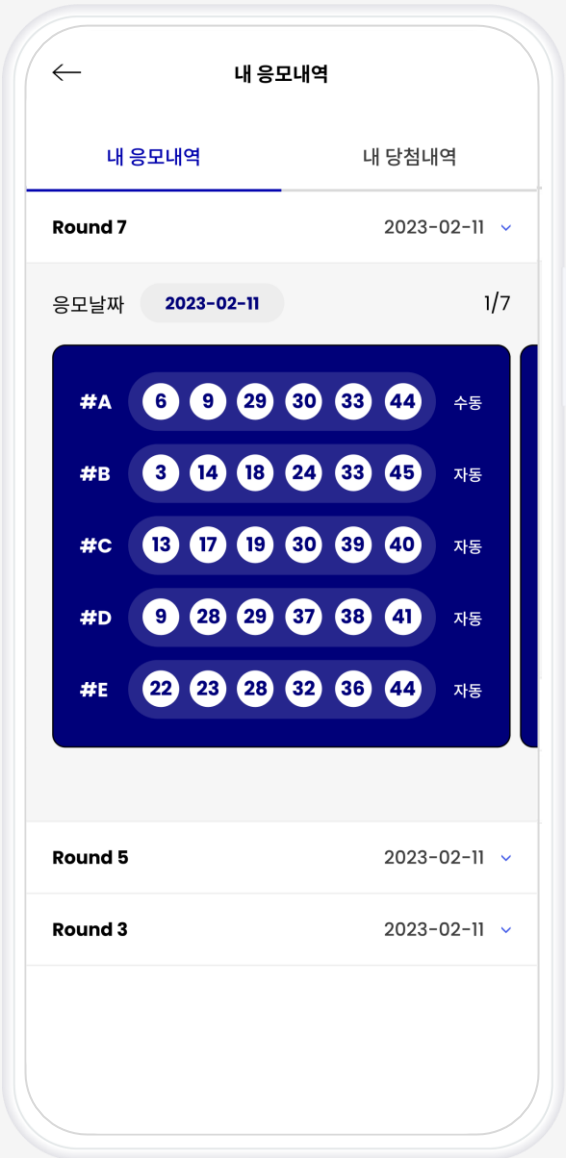 내 응모내역
내 응모내역 내 당첨내역
Round 7 2023-02-11
응모날짜 2023-02-11 1/7
#A 6 9 29 30 33 44 수동
#B 3 14 18 24 33 45 자동
#C 13 17 19 30 39 40 자동
#D 9 28 29 37 38 41 자동
#E 22 23 28 32 36 44 자동
Round 5 2023-02-11
Round 3 2023-02-11